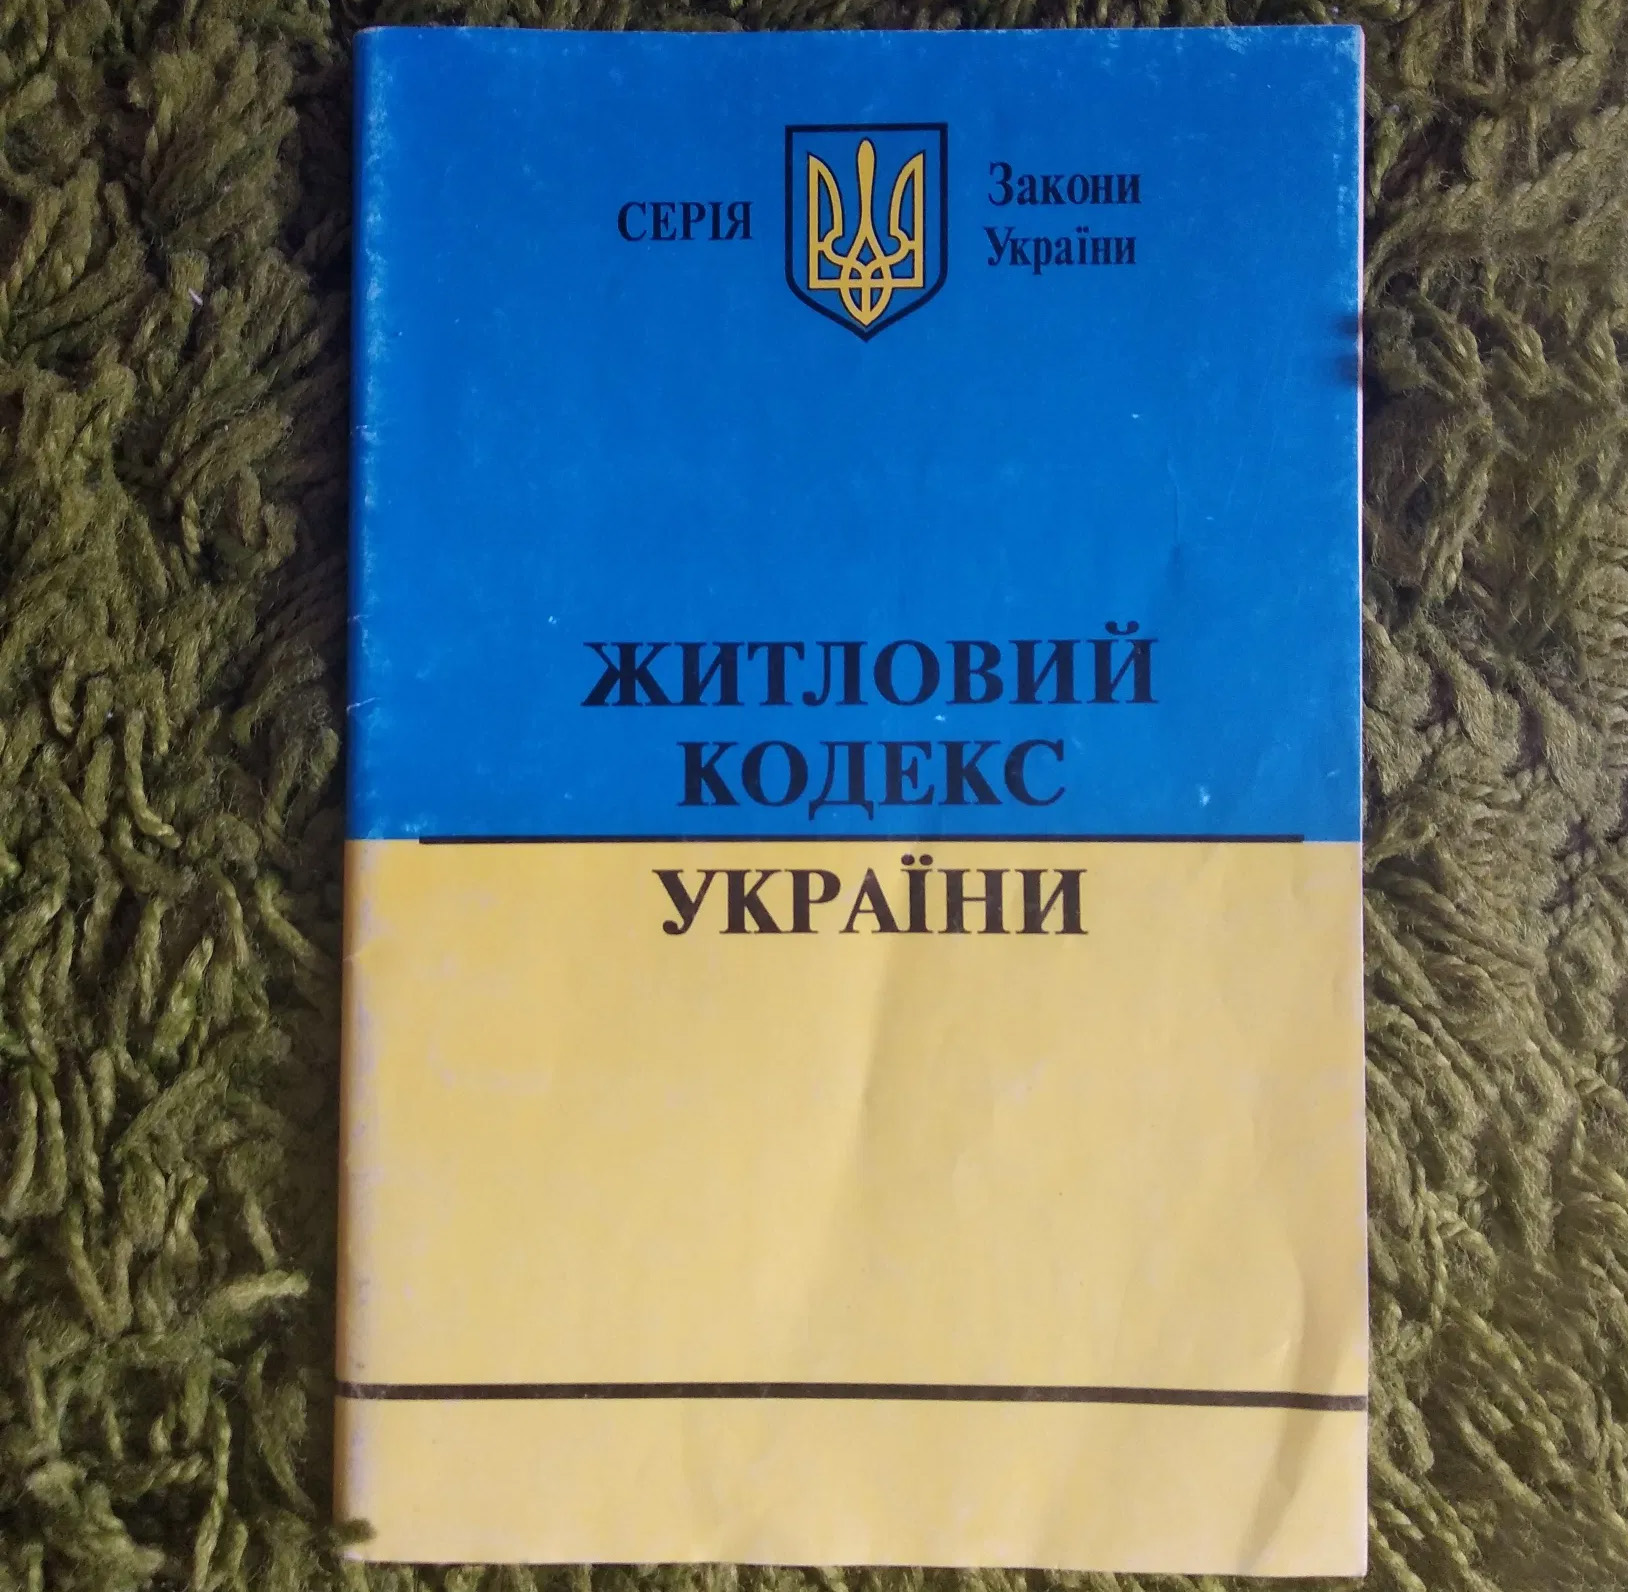 СЕРІЯ
Закони
України
ЖИТЛОВИЙ
КОДЕКС
УКРАЇНИ